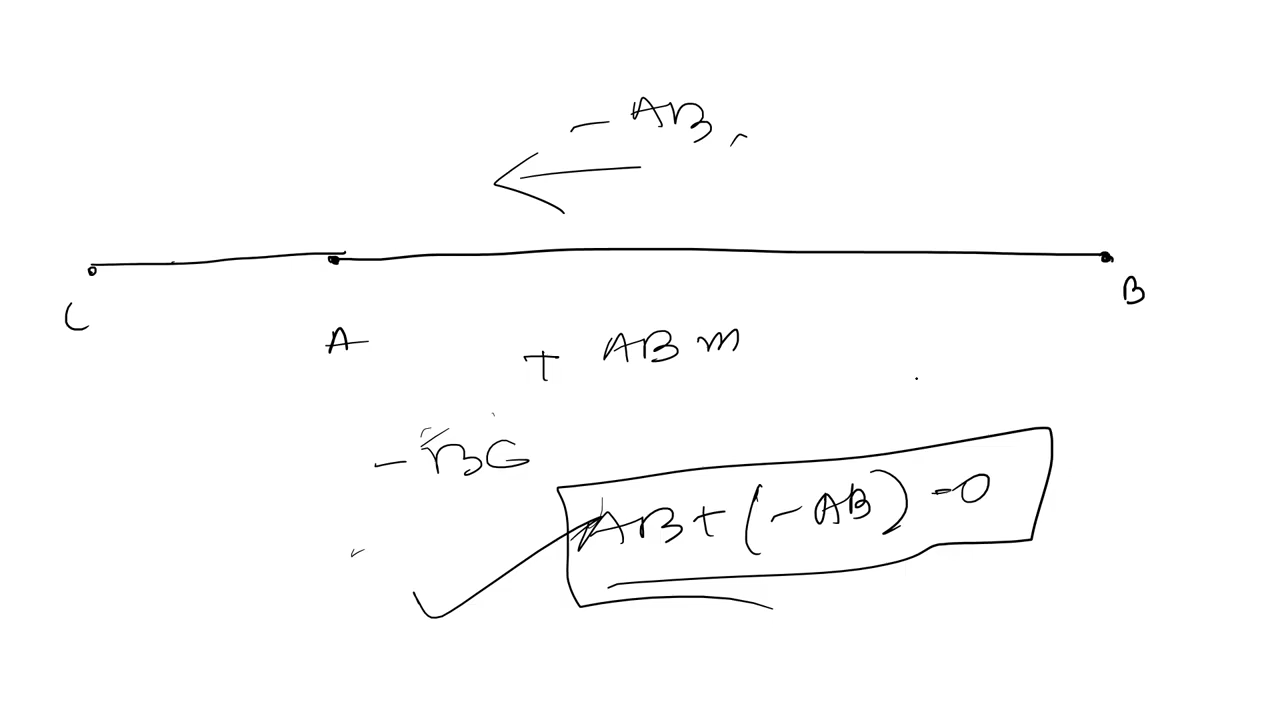 - AB
C
A
B
+ AB m
- BC
AB + (-AB) = 0